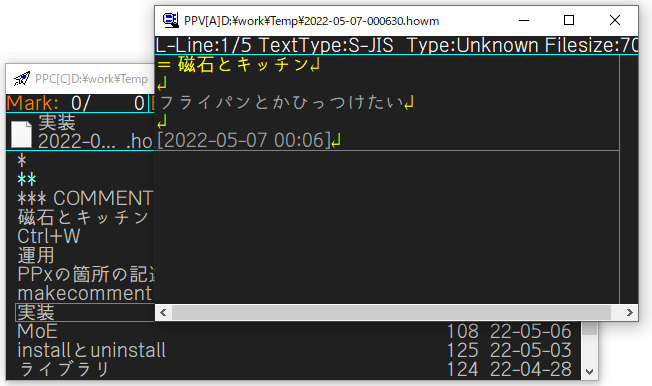 PPV[A]D:¥work¥Temp¥2022-05-07-000630.howm
L-Line:1/5 TextType:S-JIS Type:Unknown Filesize:70
= 磁石とキッチン↲
↲
フライパンとかひっつけたい↲
↲
[2022-05-07 00:06]↲
PPC[C]D:¥work¥Temp
Mark: 0/ 0
実装
2022-0... .ho
*
**
*** COMMENT
磁石とキッチン
Ctrl+W
運用
PPxの箇所の記
makecomment
実装
MoE 108 22-05-06
installとuninstall 125 22-05-03
ライブラリ 124 22-04-28